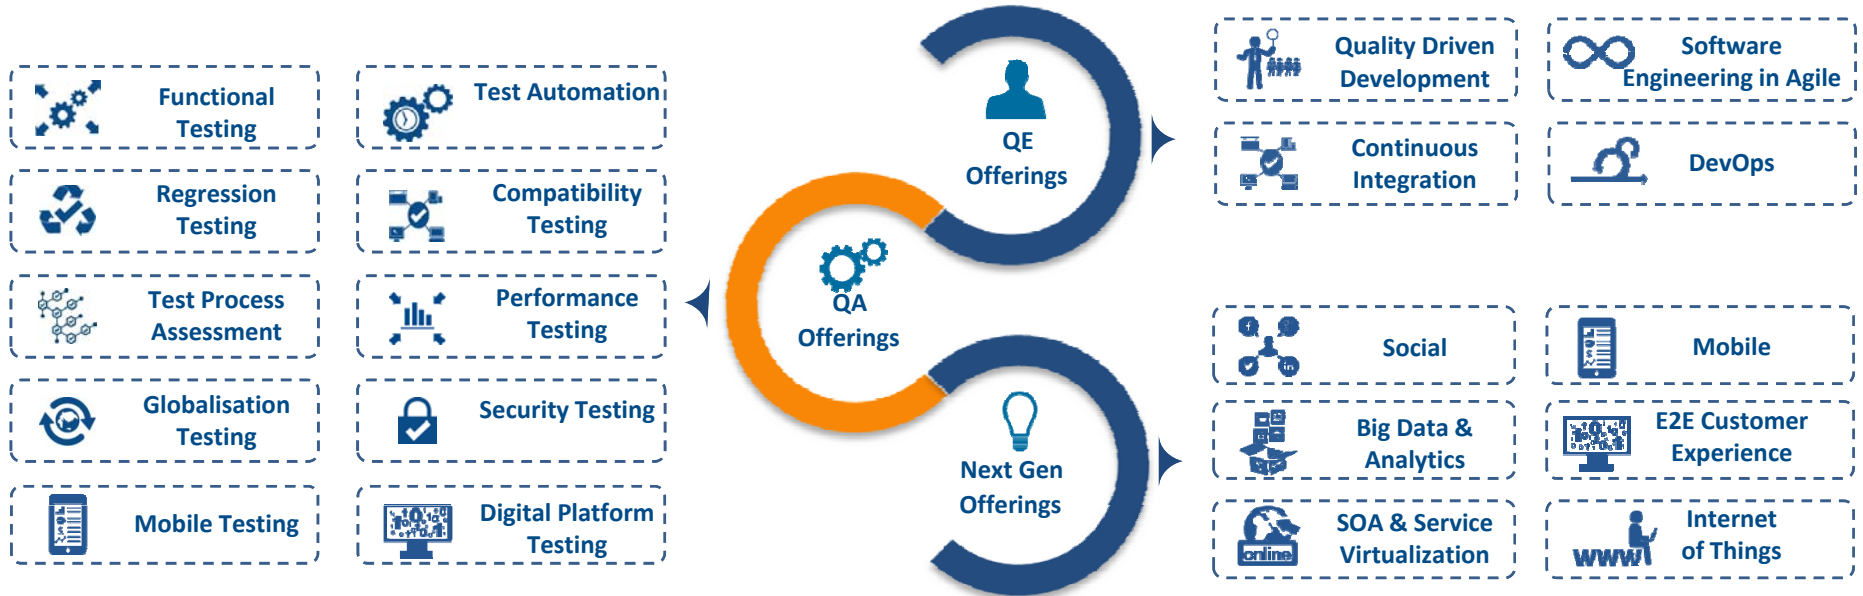 Functional
Testing
Test Automation
Regression
Testing
Compatibility
Testing
Test Process
Assessment
Performance
Testing
Globalisation
Testing
Security Testing
Mobile Testing
Digital Platform
Testing
QE
Offerings
QA
Offerings
Next Gen
Offerings
Quality Driven
Development
Software
Engineering in Agile
Continuous
Integration
DevOps
Social
Mobile
Big Data &
Analytics
E2E Customer
Experience
online
SOA & Service
Virtualization
www
Internet
of Things